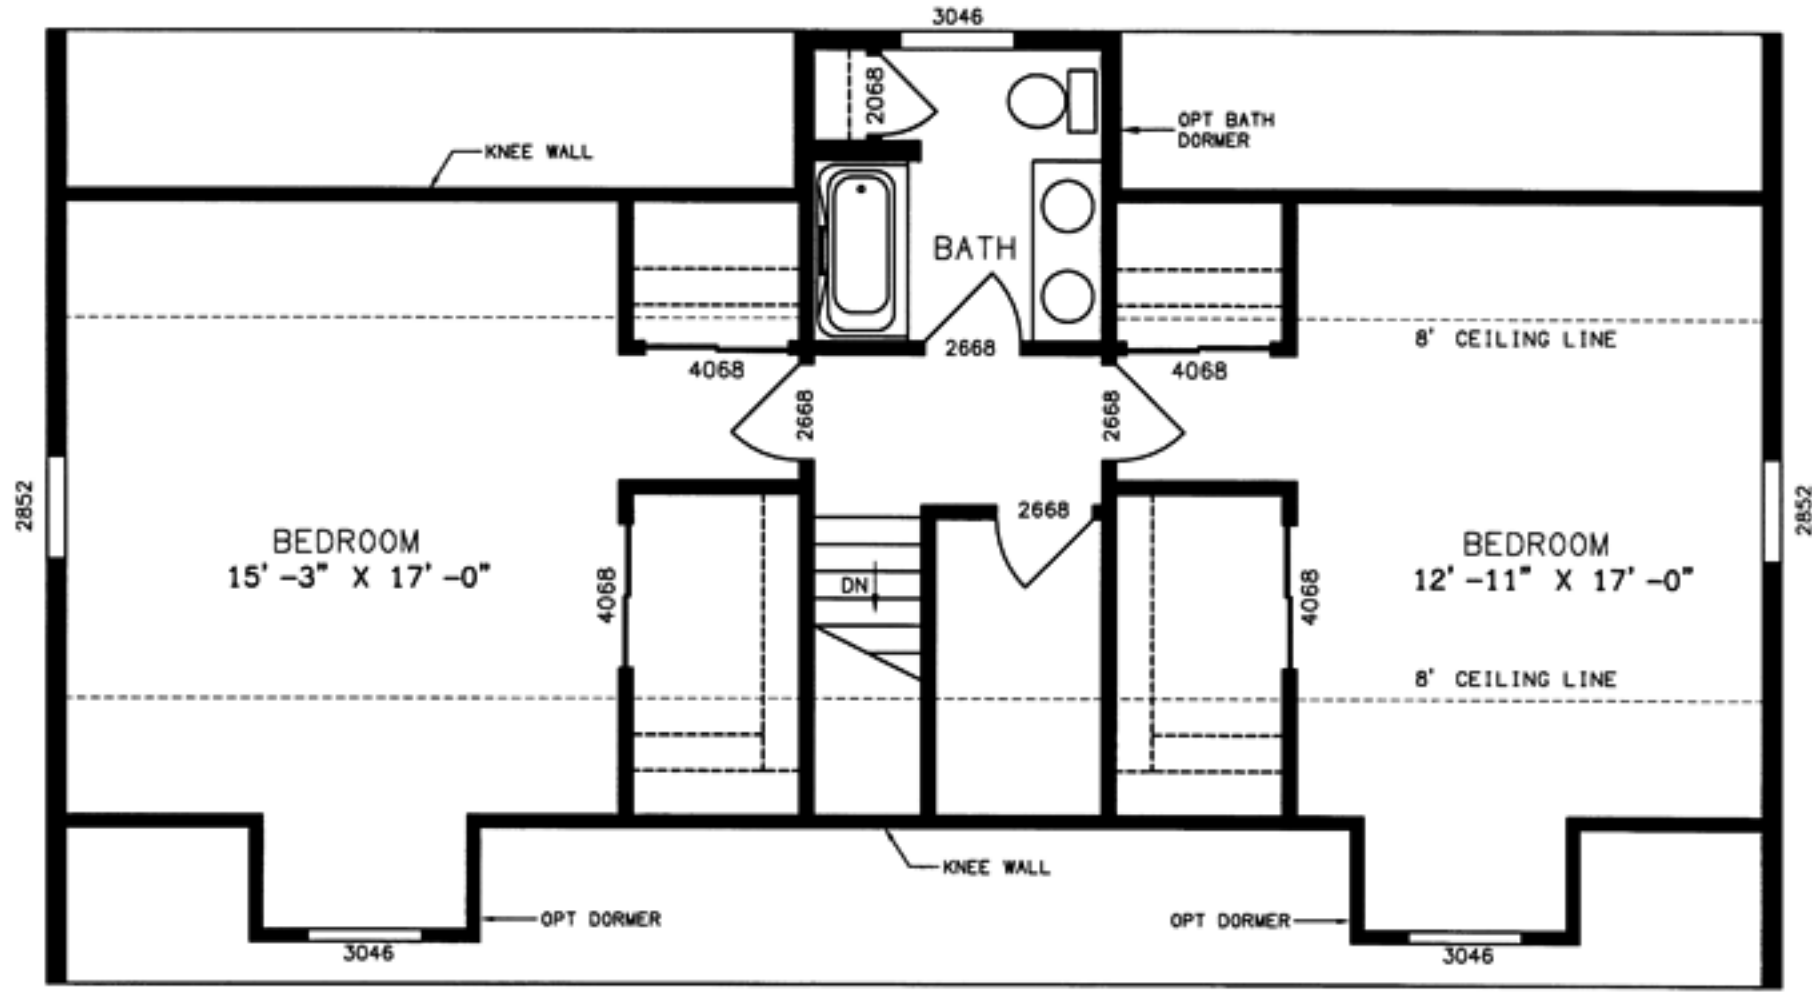 3046
2068
OPT BATH
DORMER
KNEE WALL
BATH
8' CEILING LINE
2668
4068
4068
2668
2668
2852
2852
2668
BEDROOM
15'-3" X 17'-0"
BEDROOM
12'-11" X 17'-0"
DN
4068
4068
8' CEILING LINE
KNEE WALL
OPT DORMER
OPT DORMER
3046
3046